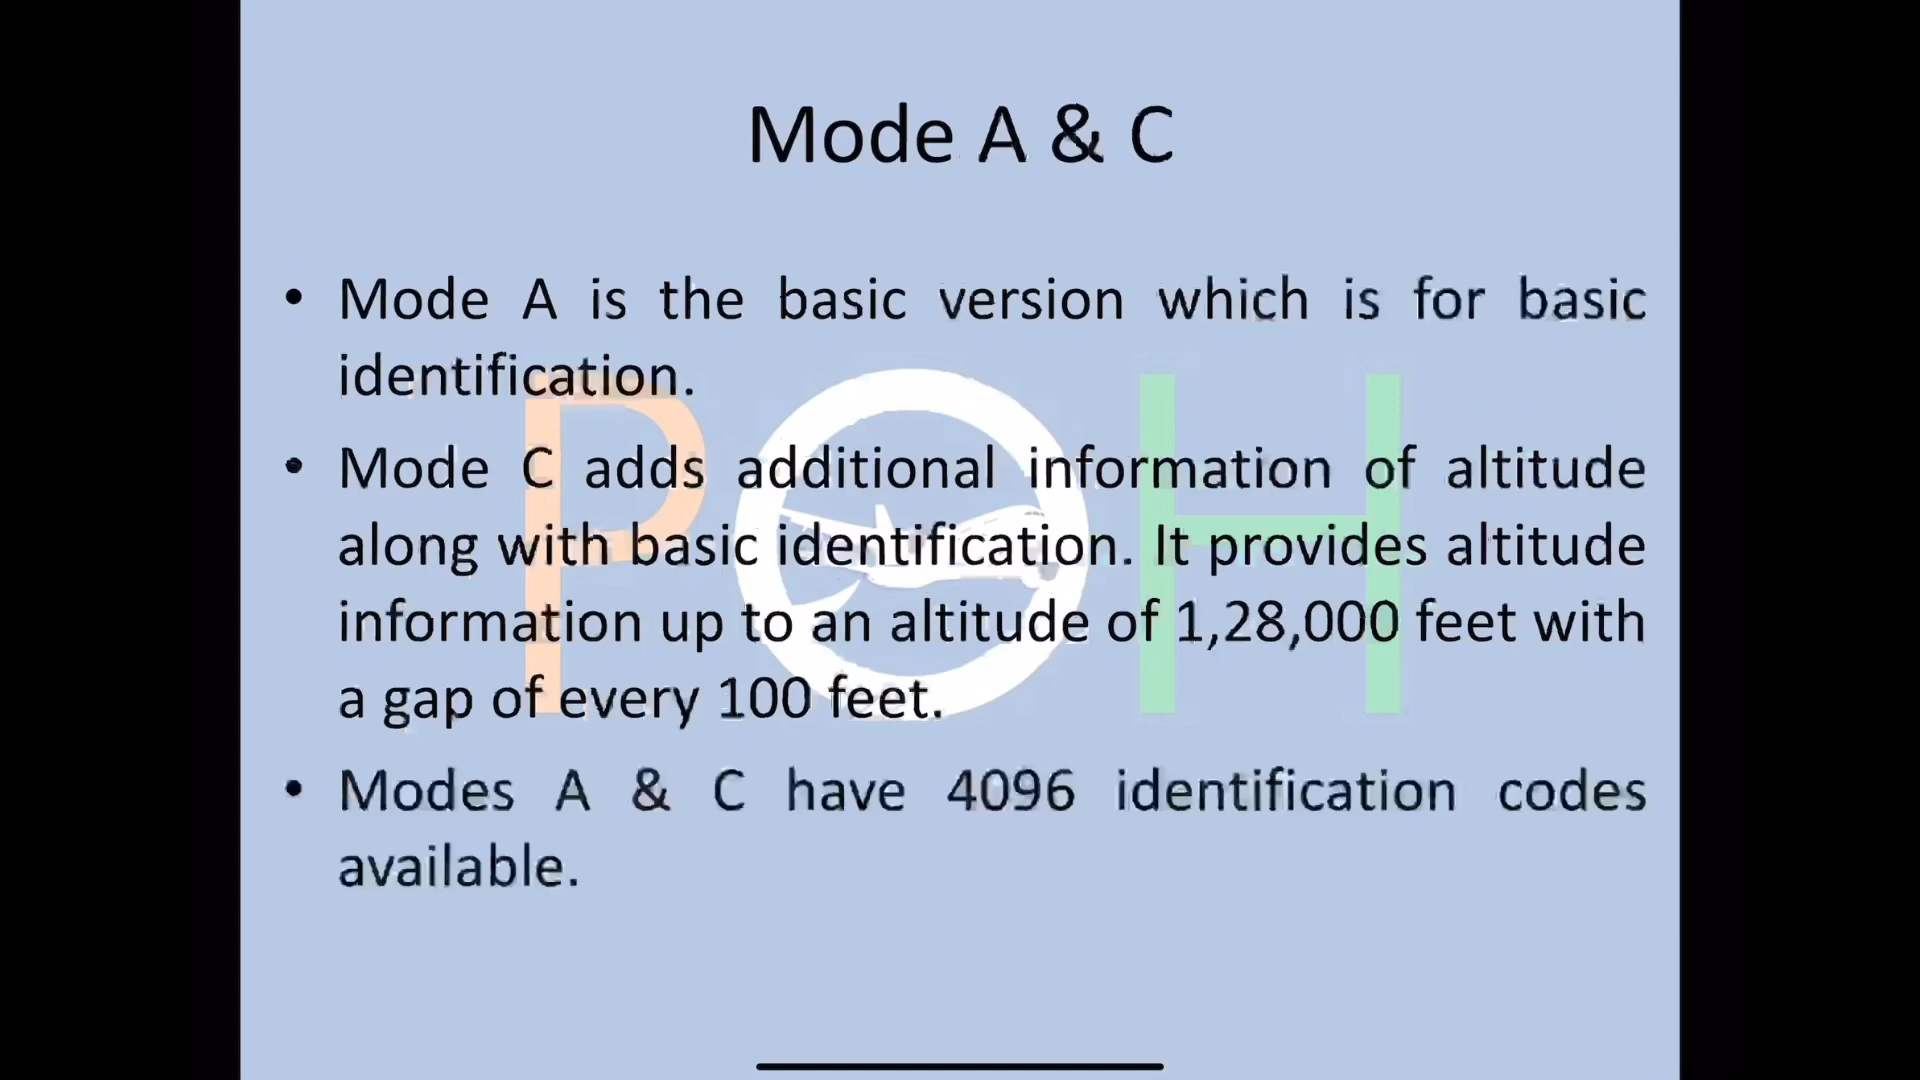 Mode A & C
• Mode A is the basic version which is for basic
identification.
• Mode C adds additional information of altitude
along with basic identification. It provides altitude
information up to an altitude of 1,28,000 feet with
a gap of every 100 feet.
• Modes A & C have 4096 identification codes
available.
POH